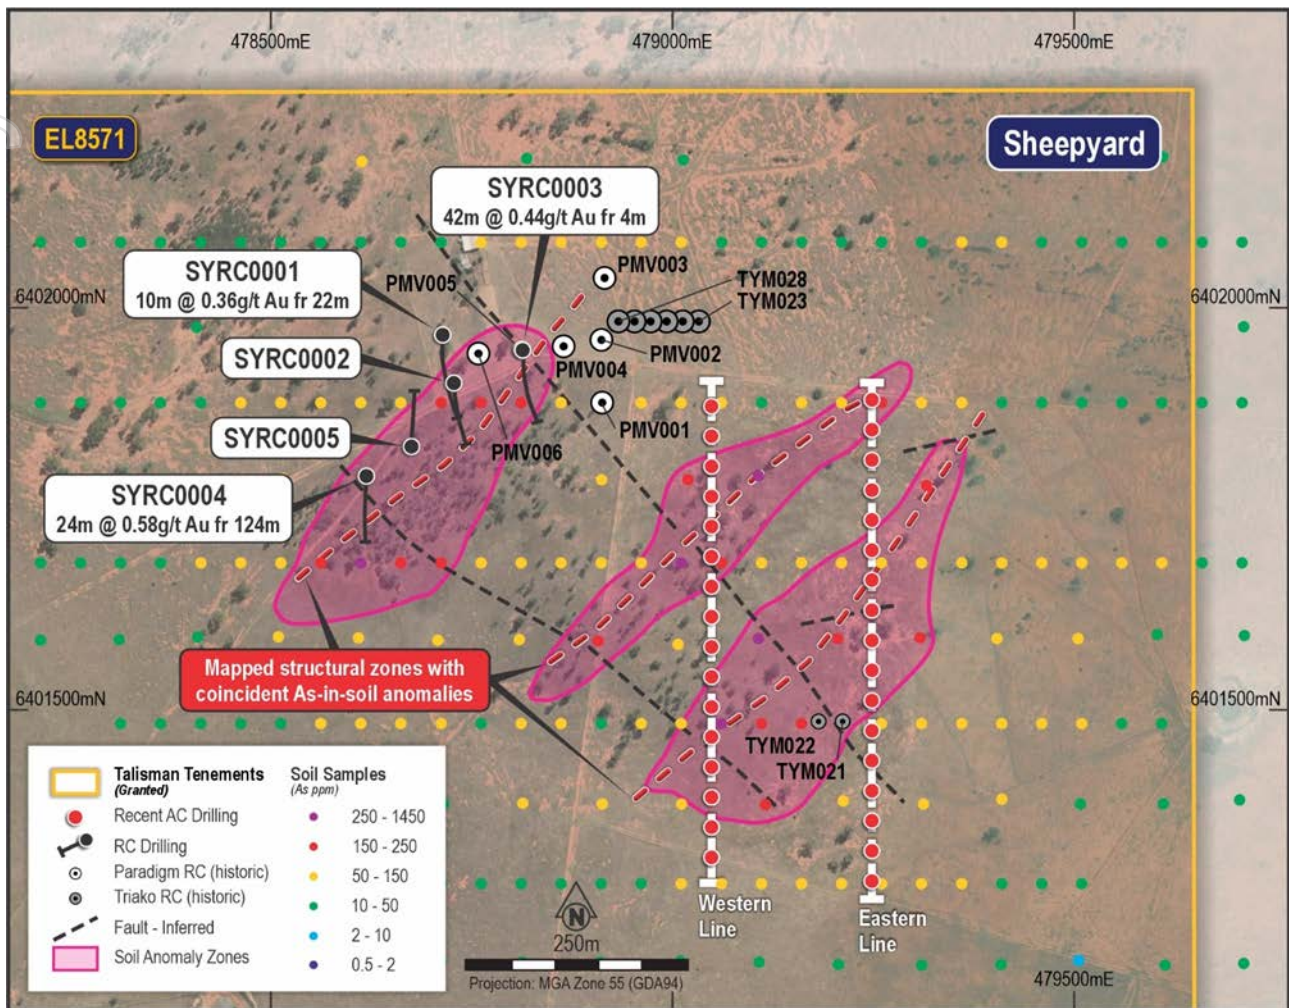 478500mE
479000mE
479500mE
EL8571
Sheepyard
SYRC0003
42m @ 0.44g/t Au fr 4m
SYRC0001
10m @ 0.36g/t Au fr 22m
PMV005
PMV003
TYM028
TYM023
6402000mN
6402000mN
SYRC0002
PMV002
PMV004
PMV001
SYRC0005
PMV006
SYRC0004
24m @ 0.58g/t Au fr 124m
Mapped structural zones with
coincident As-in-soil anomalies
6401500mN
6401500mN
TYM022
TYM021
Talisman Tenements
(Granted)
Recent AC Drilling
RC Drilling
Paradigm RC (historic)
Triako RC (historic)
Fault - Inferred
Soil Anomaly Zones
Soil Samples
(As ppm)
250 - 1450
150 - 250
50 - 150
10 - 50
2 - 10
0.5 - 2
N
250m
Projection: MGA Zone 55 (GDA94)
Western
Line
Eastern
Line
479500mE